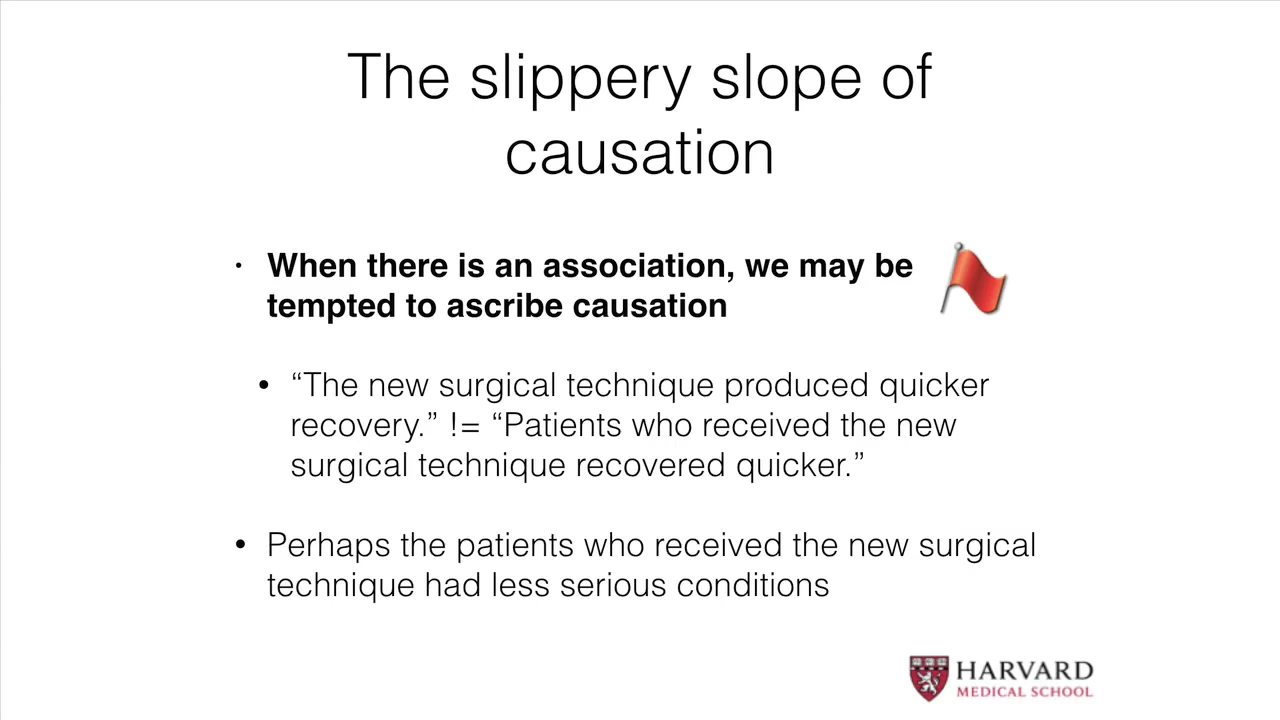 The slippery slope of
causation
• When there is an association, we may be
tempted to ascribe causation
• “The new surgical technique produced quicker
recovery.” != “Patients who received the new
surgical technique recovered quicker.”
• Perhaps the patients who received the new surgical
technique had less serious conditions
HARVARD
MEDICAL SCHOOL